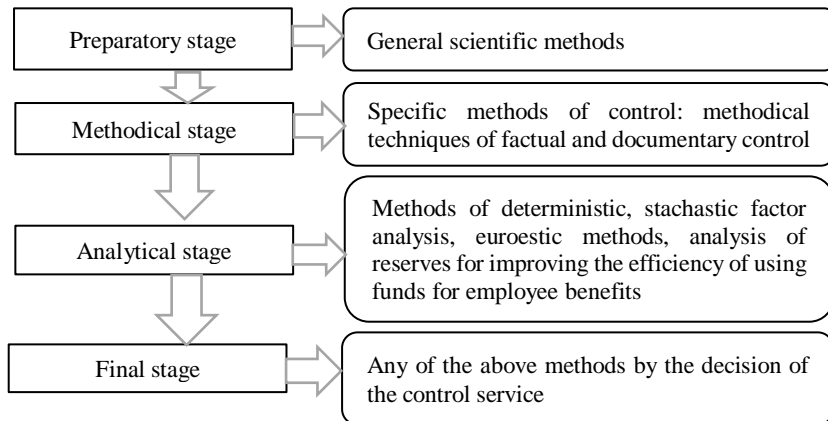 Preparatory stage
General scientific methods
Methodical stage
Specific methods of control: methodical
techniques of factual and documentary control
Analytical stage
Methods of deterministic, stachastic factor
analysis, euroestic methods, analysis of
reserves for improving the efficiency of using
funds for employee benefits
Final stage
Any of the above methods by the decision of
the control service